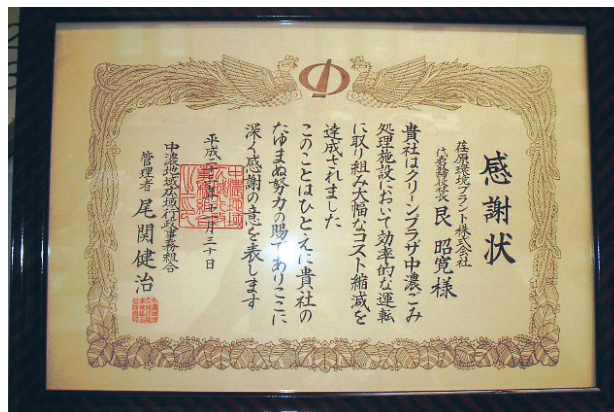 感謝状
荏原環境プラント株式会社
代表取締役社長 艮 昭寛様
貴社はクリーンプラザ中濃ごみ
処理施設において効率的な運転
に取り組み大幅なコスト縮減を
達成されました
このことはひとえに貴社の
たゆまぬ努力の賜でありここに
深く感謝の意を表します
月三十日
中濃地域広域行政事務組合
管理者 尾関健治